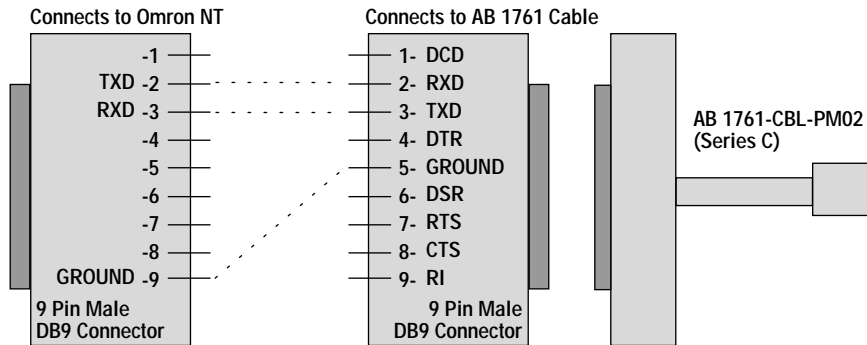 Connects to Omron NT
-1
TXD -2
RXD -3
-4
-5
-6
-7
-8
GROUND -9
9 Pin Male
DB9 Connector
Connects to AB 1761 Cable
1- DCD
2- RXD
3- TXD
4- DTR
5- GROUND
6- DSR
7- RTS
8- CTS
9- RI
9 Pin Male
DB9 Connector
AB 1761-CBL-PM02
(Series C)